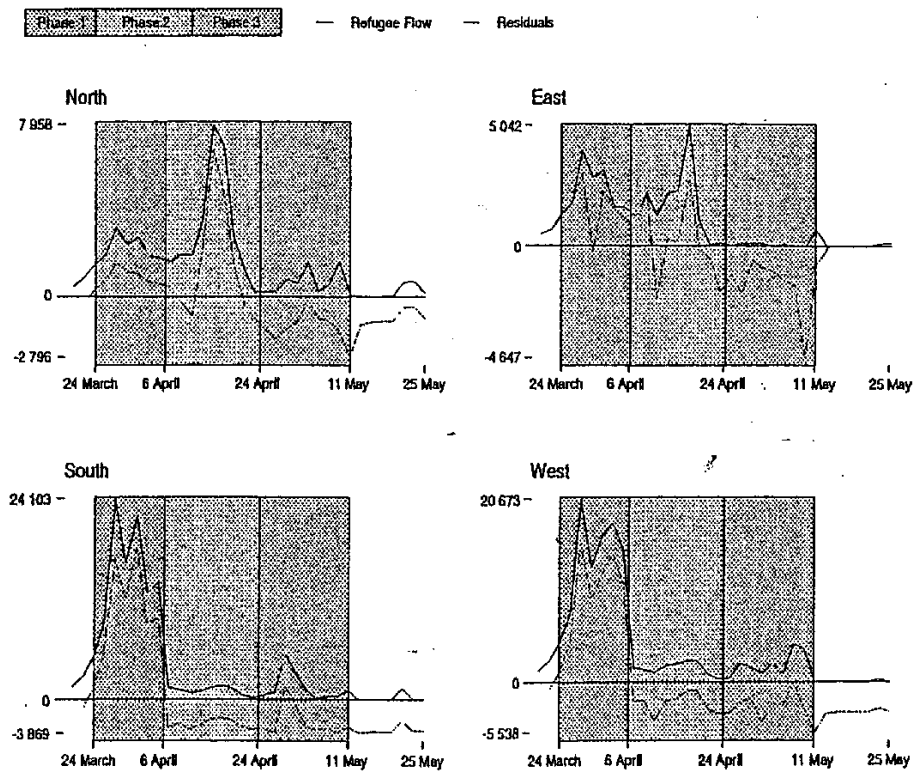 Phase 1 Phase 2 Phase 3 Refugee Flow Residuals
North
7 958
0
-2 796
24 March 6 April 24 April 11 May 25 May
East
5 042
0
-4 647
24 March 6 April 24 April 11 May 25 May
South
24 103
0
-3 869
24 March 6 April 24 April 11 May 25 May
West
20 673
0
-5 538
24 March 6 April 24 April 11 May 25 May